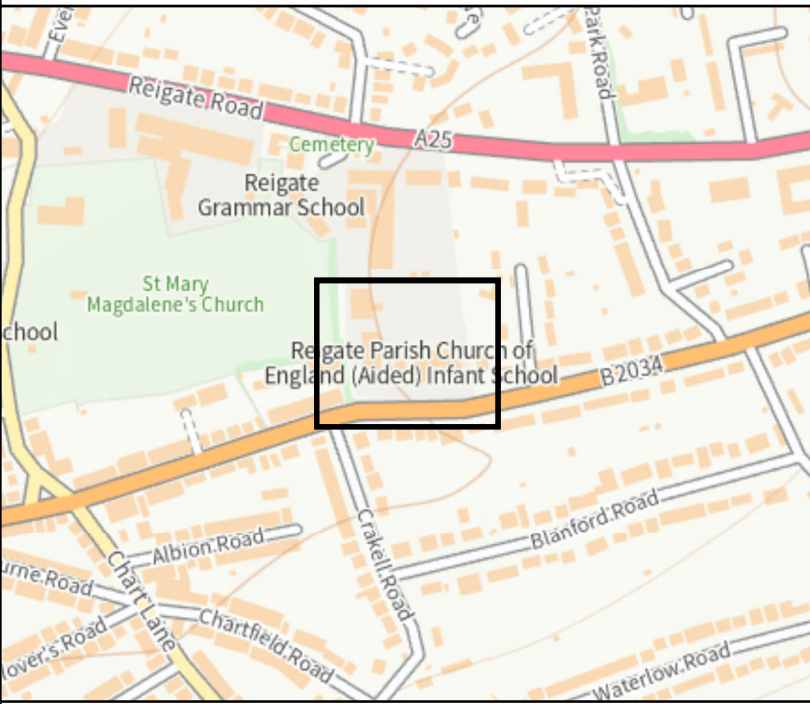 Park Road
Reigate Road
A25
Cemetery
Reigate
Grammar School
St Mary
Magdalene's Church
chool
Reigate Parish Church of
England (Aided) Infant School
B2034
Crakell Road
Blanford Road
Albion Road
Chart Lane
urne Road
Chartfield Road
lover's Road
Waterlow Road